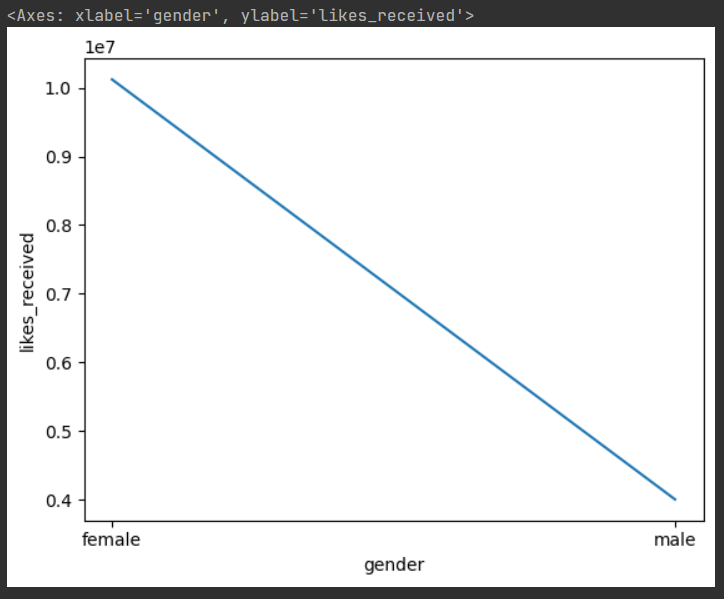 <Axes: xlabel='gender', ylabel='likes_received'>
1e7
1.0
0.9
0.8
0.7
0.6
0.5
0.4
likes_received
female male
gender